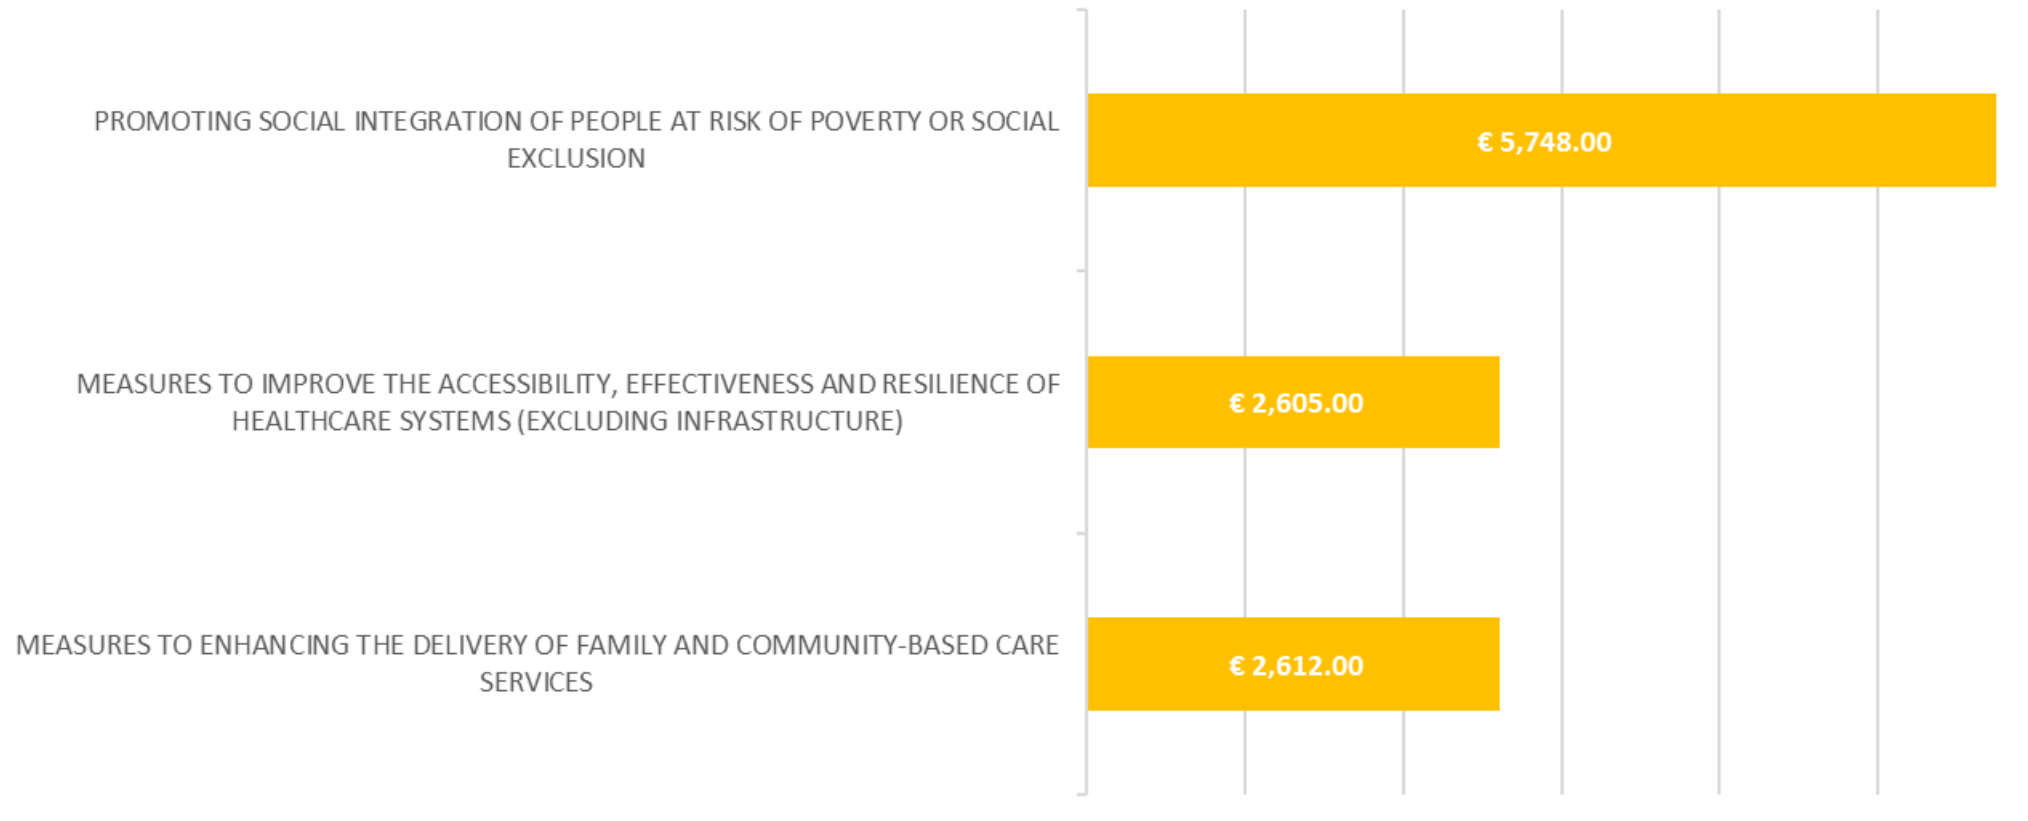 PROMOTING SOCIAL INTEGRATION OF PEOPLE AT RISK OF POVERTY OR SOCIAL
EXCLUSION
€ 5,748.00
MEASURES TO IMPROVE THE ACCESSIBILITY, EFFECTIVENESS AND RESILIENCE OF
HEALTHCARE SYSTEMS (EXCLUDING INFRASTRUCTURE)
€ 2,605.00
MEASURES TO ENHANCING THE DELIVERY OF FAMILY AND COMMUNITY-BASED CARE
SERVICES
€ 2,612.00